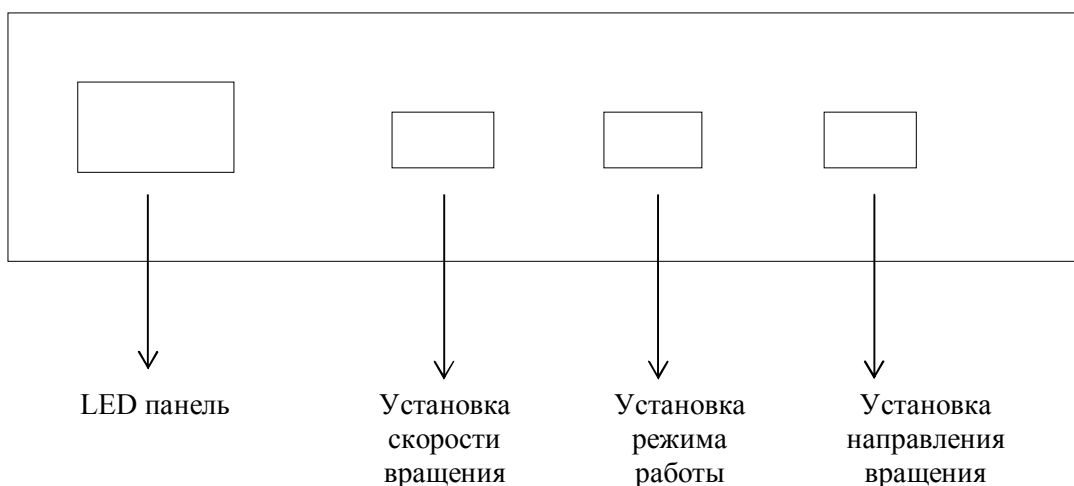 LED панель
Установка
скорости
вращения
Установка
режима
работы
Установка
направления
вращения